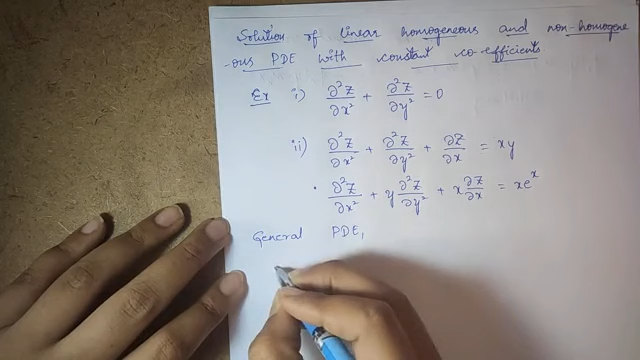 Solution of linear homogeneous and non-homogene
-ous PDE with constant co-efficients
Ex i) ∂²Z/∂x² + ∂²Z/∂y² = 0
ii) ∂²Z/∂x² + ∂²Z/∂y² + ∂Z/∂x = xy
· ∂²Z/∂x² + y ∂²Z/∂y² + x ∂Z/∂x = xeˣ
General PDE,